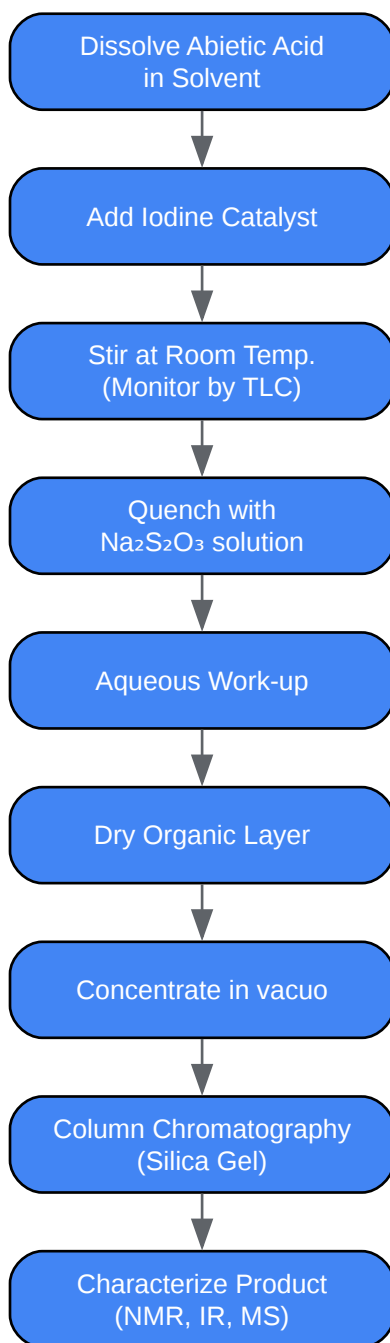 Dissolve Abietic Acid
in Solvent
Add Iodine Catalyst
Stir at Room Temp.
(Monitor by TLC)
Quench with
Na₂S₂O₃ solution
Aqueous Work-up
Dry Organic Layer
Concentrate in vacuo
Column Chromatography
(Silica Gel)
Characterize Product
(NMR, IR, MS)